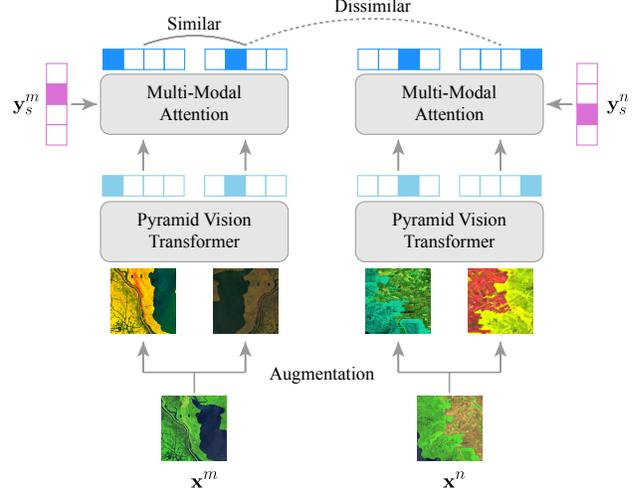 Similar
Dissimilar
y_s^m
Multi-Modal
Attention
Multi-Modal
Attention
y_s^n
Pyramid Vision
Transformer
Pyramid Vision
Transformer
Augmentation
x^m
x^n